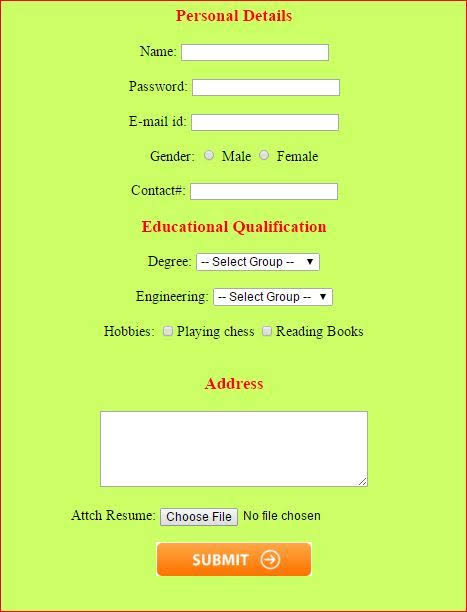 Personal Details
Name:
Password:
E-mail id:
Gender: Male Female
Contact#:
Educational Qualification
Degree: -- Select Group --
Engineering: -- Select Group --
Hobbies: Playing chess Reading Books
Address
Attch Resume: Choose File No file chosen
SUBMIT